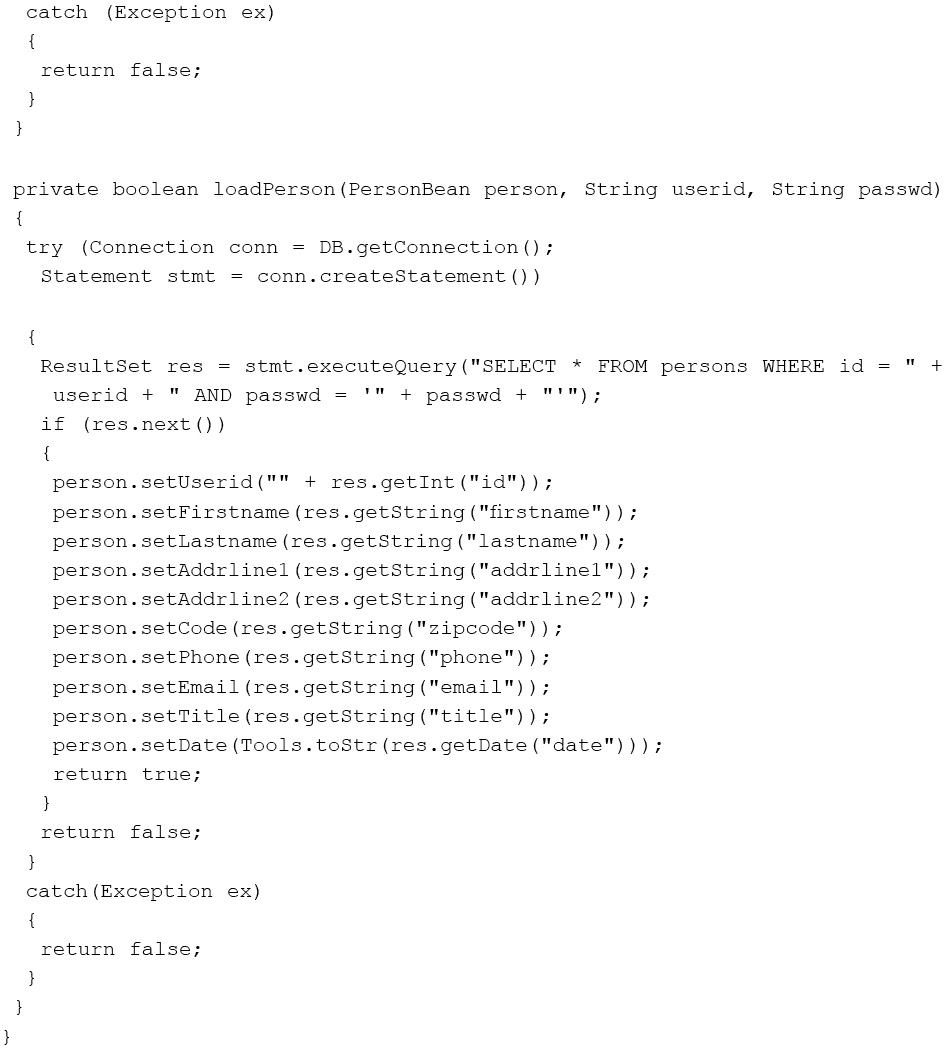 catch (Exception ex)
{
return false;
}
}
private boolean loadPerson(PersonBean person, String userid, String passwd)
{
try (Connection conn = DB.getConnection();
Statement stmt = conn.createStatement())
{
ResultSet res = stmt.executeQuery("SELECT * FROM persons WHERE id = " +
userid + " AND passwd = '" + passwd + "'");
if (res.next())
{
person.setUserid("" + res.getInt("id"));
person.setFirstname(res.getString("firstname"));
person.setLastname(res.getString("lastname"));
person.setAddrline1(res.getString("addrline1"));
person.setAddrline2(res.getString("addrline2"));
person.setCode(res.getString("zipcode"));
person.setPhone(res.getString("phone"));
person.setEmail(res.getString("email"));
person.setTitle(res.getString("title"));
person.setDate(Tools.toStr(res.getDate("date")));
return true;
}
return false;
}
catch(Exception ex)
{
return false;
}
}
}